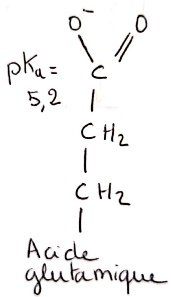 O⁻ O
pKa = C
5,2
CH₂
CH₂
Acide
glutamique